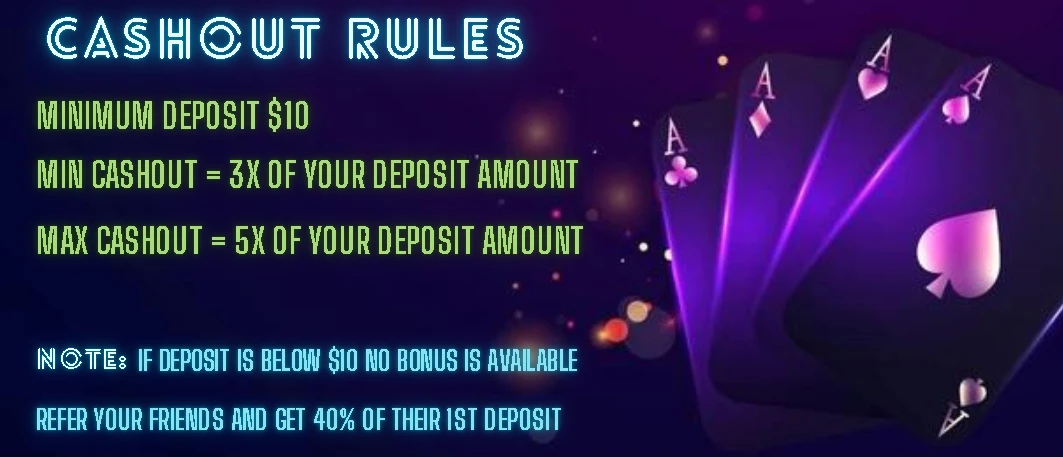 CASHOUT RULES
MINIMUM DEPOSIT $10
MIN CASHOUT = 3X OF YOUR DEPOSIT AMOUNT
MAX CASHOUT = 5X OF YOUR DEPOSIT AMOUNT
NOTE: IF DEPOSIT IS BELOW $10 NO BONUS IS AVAILABLE
REFER YOUR FRIENDS AND GET 40% OF THEIR 1ST DEPOSIT
A
A
A
A
A